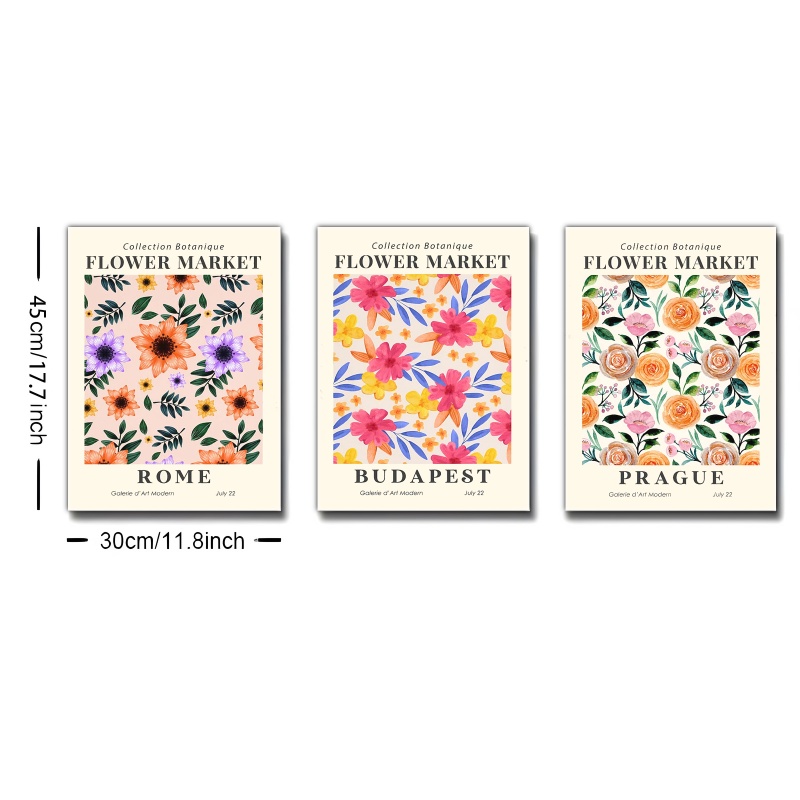 45cm/17.7inch
Collection Botanique
FLOWER MARKET
ROME
Galerie d'Art Modern July 22
30cm/11.8inch
Collection Botanique
FLOWER MARKET
BUDAPEST
Galerie d'Art Modern July 22
Collection Botanique
FLOWER MARKET
PRAGUE
Galerie d'Art Modern July 22